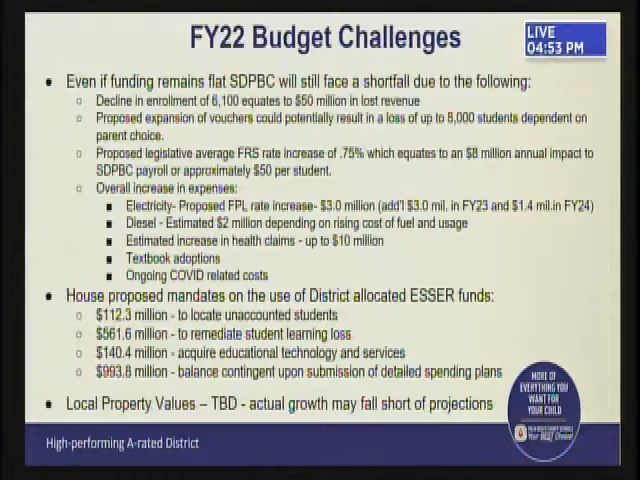 FY22 Budget Challenges
LIVE
04:53 PM
• Even if funding remains flat SDPBC will still face a shortfall due to the following:
○ Decline in enrollment of 6,100 equates to $50 million in lost revenue
○ Proposed expansion of vouchers could potentially result in a loss of up to 8,000 students dependent on
parent choice.
○ Proposed legislative average FRS rate increase of .75% which equates to an $8 million annual impact to
SDPBC payroll or approximately $50 per student.
○ Overall increase in expenses:
■ Electricity- Proposed FPL rate increase- $3.0 million (add'l $3.0 mil. in FY23 and $1.4 mil.in FY24)
■ Diesel - Estimated $2 million depending on rising cost of fuel and usage
■ Estimated increase in health claims - up to $10 million
■ Textbook adoptions
■ Ongoing COVID related costs
• House proposed mandates on the use of District allocated ESSER funds:
○ $112.3 million - to locate unaccounted students
○ $561.6 million - to remediate student learning loss
○ $140.4 million - acquire educational technology and services
○ $993.8 million - balance contingent upon submission of detailed spending plans
• Local Property Values – TBD - actual growth may fall short of projections
MORE OF
EVERYTHING YOU
WANT FOR
YOUR CHILD
Your BEST Choice!
High-performing A-rated District